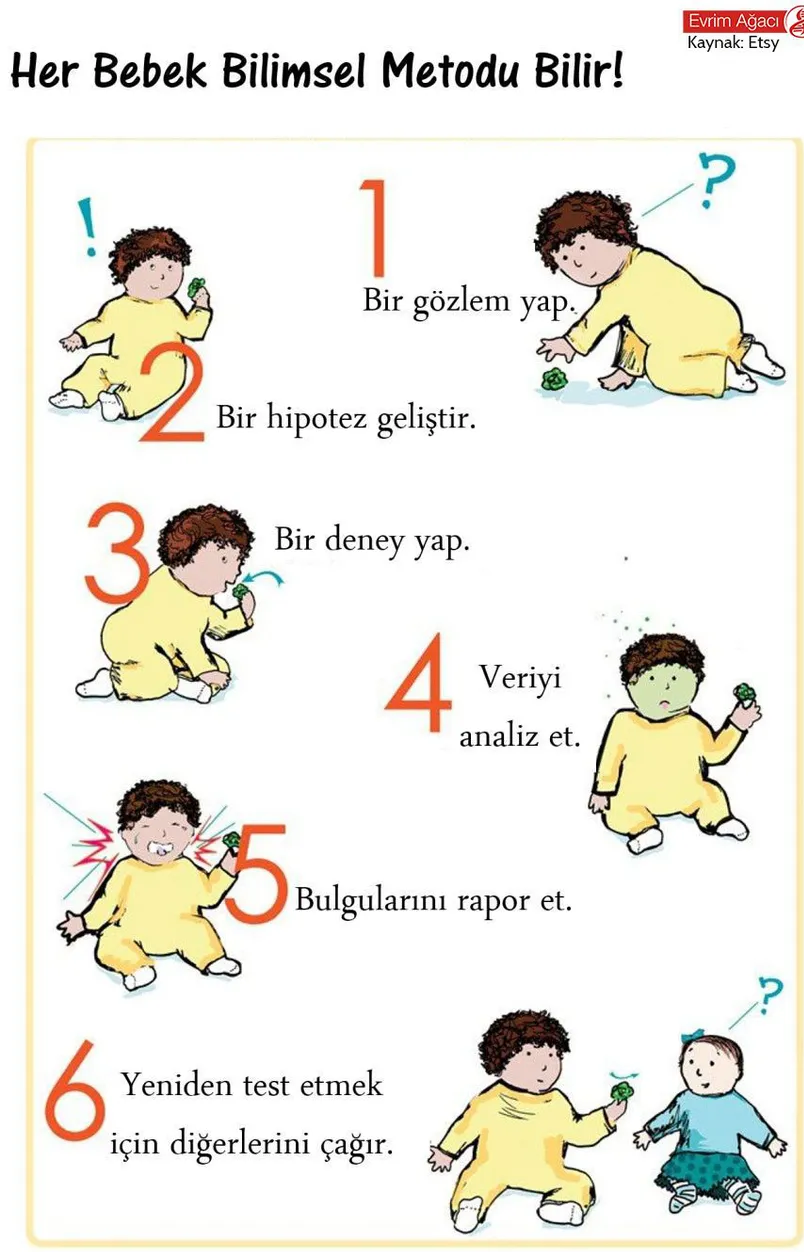 Evrim Ağacı
Kaynak: Etsy
Her Bebek Bilimsel Metodu Bilir!
!
?
1
Bir gözlem yap.
2
Bir hipotez geliştir.
3
Bir deney yap.
4
Veriyi
analiz et.
5
Bulgularını rapor et.
?
6
Yeniden test etmek
için diğerlerini çağır.